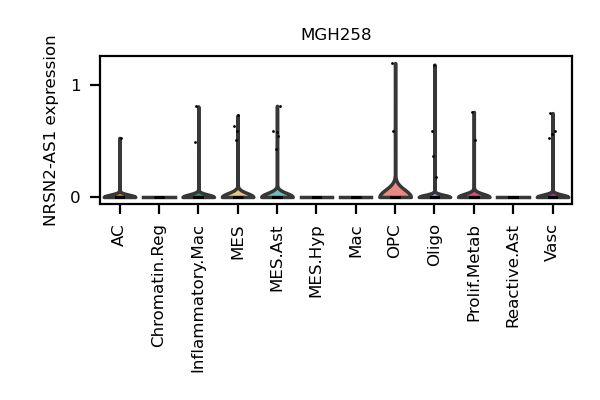 MGH258
NRSN2-AS1 expression
1
0
AC
Chromatin.Reg
Inflammatory.Mac
MES
MES.Ast
MES.Hyp
Mac
OPC
Oligo
Prolif.Metab
Reactive.Ast
Vasc